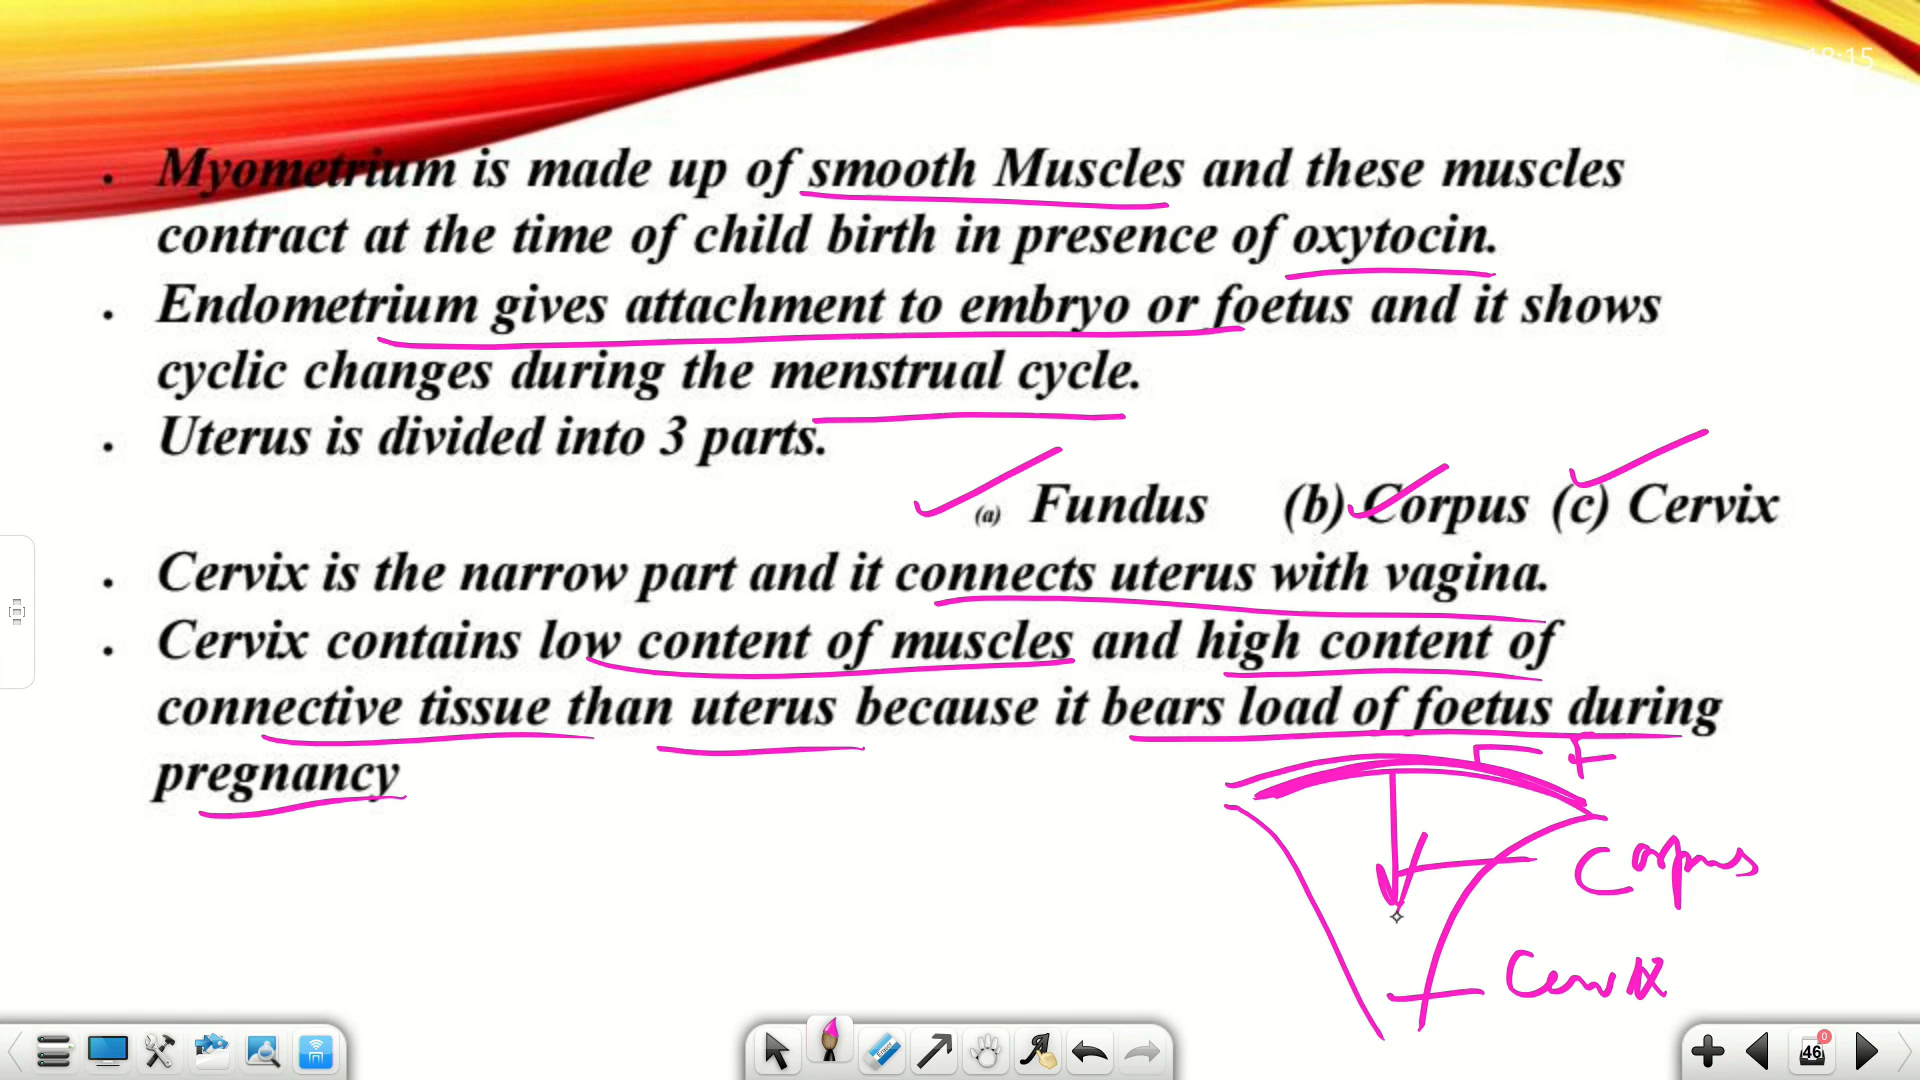 18:15
• Myometrium is made up of smooth Muscles and these muscles
contract at the time of child birth in presence of oxytocin.
• Endometrium gives attachment to embryo or foetus and it shows
cyclic changes during the menstrual cycle.
• Uterus is divided into 3 parts.
(a) Fundus (b) Corpus (c) Cervix
• Cervix is the narrow part and it connects uterus with vagina.
• Cervix contains low content of muscles and high content of
connective tissue than uterus because it bears load of foetus during
pregnancy
F
Corpus
Cervix
46
0